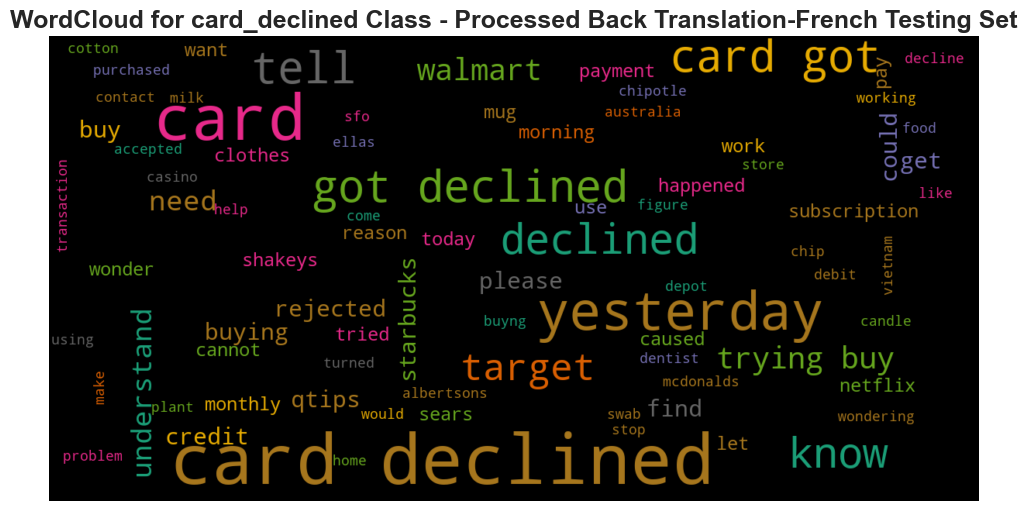 WordCloud for card_declined Class - Processed Back Translation-French Testing Set
cotton
want
tell
walmart
payment
card got
decline
purchased
chipotle
pay
contact
milk
card
sfo
mug
australia
working
buy
morning
could
food
accepted
clothes
ellas
work
get
store
transaction
casino
need
help
got declined
happened
like
come
use
figure
subscription
reason
today
declined
wonder
shakeys
please
chip
debit
vietnam
starbucks
depot
rejected
yesterday
understand
buying
tried
buyng
candle
using
cannot
turned
caused
dentist
trying buy
target
make
plant
monthly
qtips
albertsons
mcdonalds
netflix
would
sears
swab
find
wondering
credit
stop
let
problem
card declined
home
know